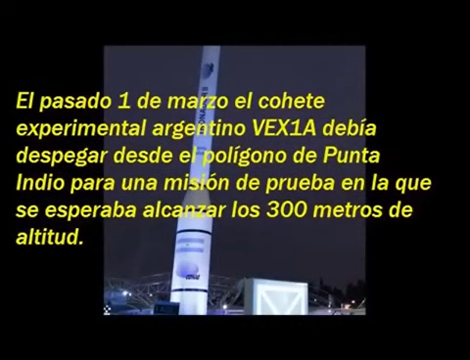 El pasado 1 de marzo el cohete
experimental argentino VEX1A debía
despegar desde el polígono de Punta
Indio para una misión de prueba en la que
se esperaba alcanzar los 300 metros de
altitud.